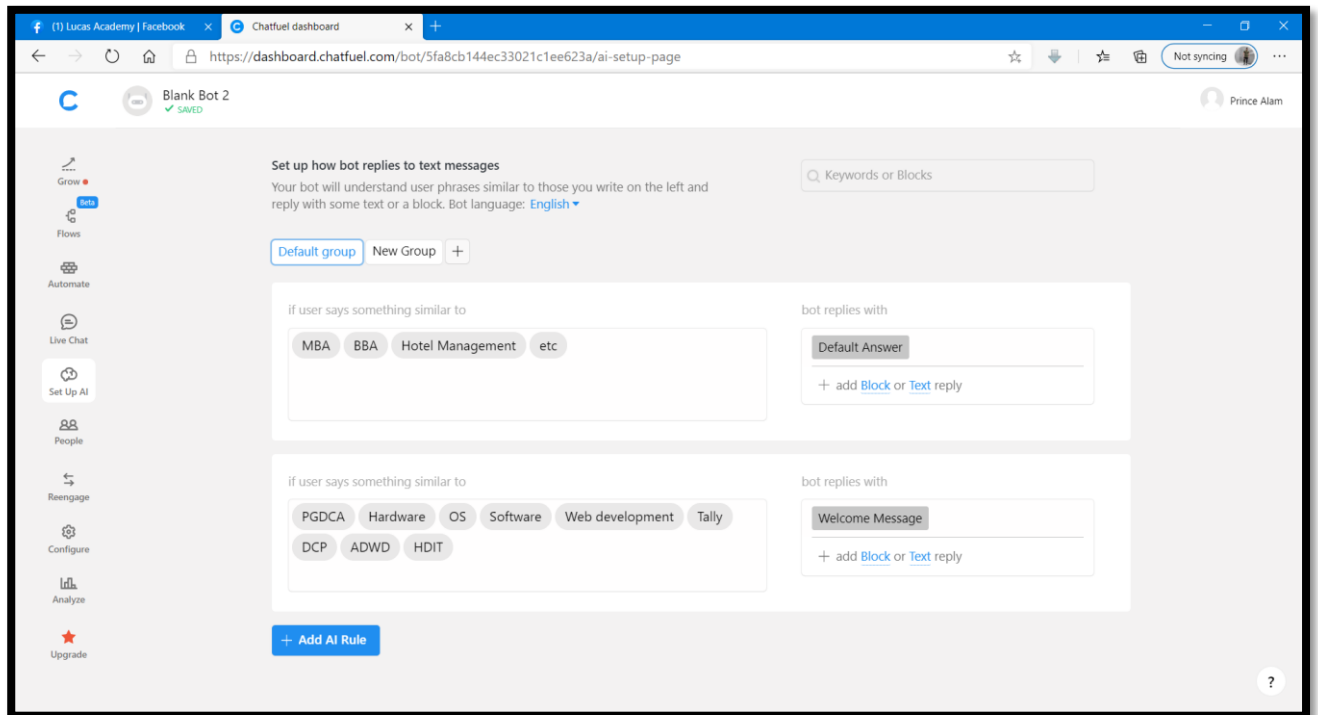 (1) Lucas Academy | Facebook
Chatfuel dashboard
https://dashboard.chatfuel.com/bot/5fa8cb144ec33021c1ee623a/ai-setup-page
Not syncing
Blank Bot 2
SAVED
Prince Alam
Grow
Beta
Flows
Automate
Live Chat
Set Up AI
People
Reengage
Configure
Analyze
Upgrade
Set up how bot replies to text messages
Your bot will understand user phrases similar to those you write on the left and
reply with some text or a block. Bot language: English
Keywords or Blocks
Default group New Group +
if user says something similar to
MBA BBA Hotel Management etc
bot replies with
Default Answer
+ add Block or Text reply
if user says something similar to
PGDCA Hardware OS Software Web development Tally
DCP ADWD HDIT
bot replies with
Welcome Message
+ add Block or Text reply
+ Add AI Rule
?